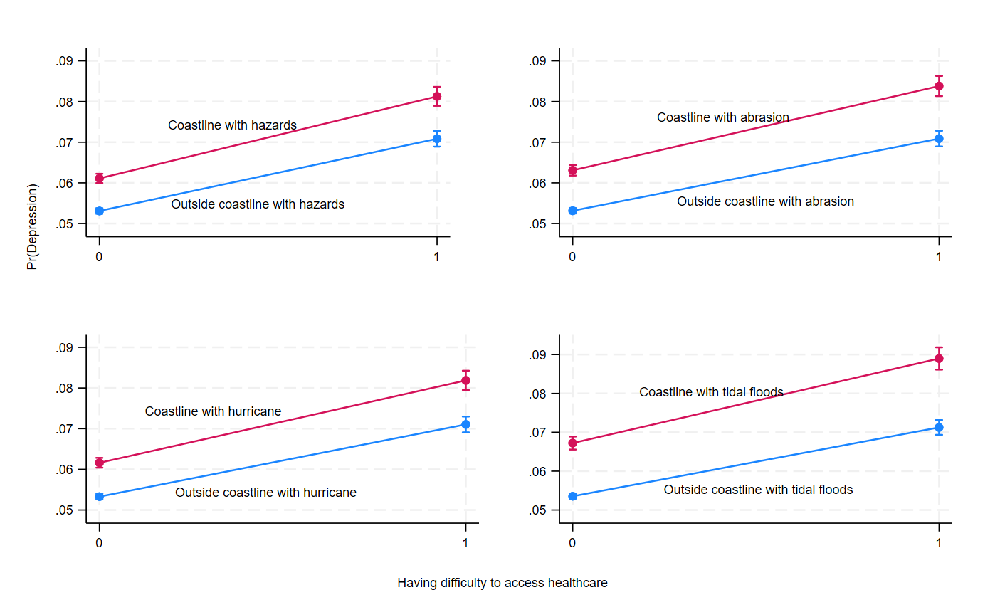 Pr(Depression)
.09
.08
.07
.06
.05
Coastline with hazards
Outside coastline with hazards
0 1
.09
.08
.07
.06
.05
Coastline with abrasion
Outside coastline with abrasion
0 1
.09
.08
.07
.06
.05
Coastline with hurricane
Outside coastline with hurricane
0 1
.09
.08
.07
.06
.05
Coastline with tidal floods
Outside coastline with tidal floods
0 1
Having difficulty to access healthcare